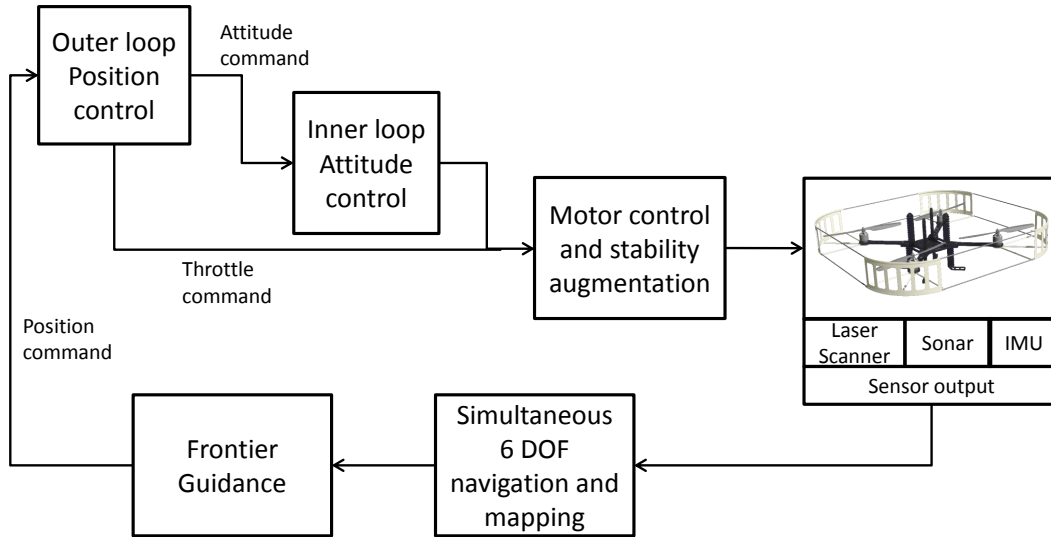 Outer loop
Position
control
Attitude
command
Inner loop
Attitude
control
Motor control
and stability
augmentation
Throttle
command
Position
command
Laser
Scanner
Sonar
IMU
Sensor output
Simultaneous
6 DOF
navigation and
mapping
Frontier
Guidance